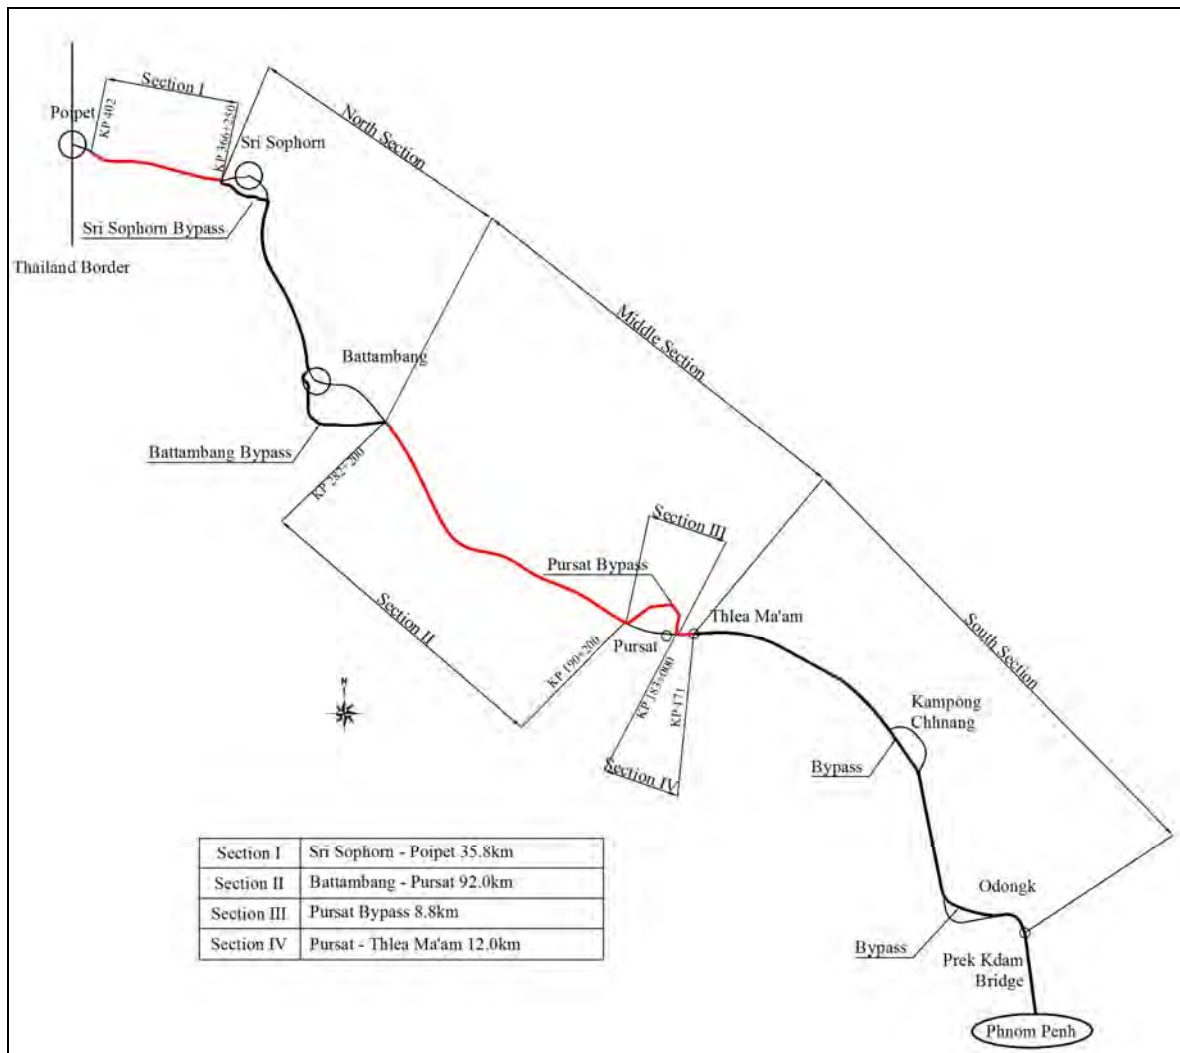 Section I
Poipet
KP 402
KP 366+250
Sri Sophorn
North Section
Sri Sophorn Bypass
Thailand Border
Middle Section
Battambang
Battambang Bypass
KP 282+200
Section III
Pursat Bypass
Section II
Thlea Ma'am
Pursat
KP 190+200
KP 183+000
KP 171
South Section
N
Kampong
Chhnang
Bypass
Section IV
Section I Sri Sophorn - Poipet 35.8km
Section II Battambang - Pursat 92.0km
Section III Pursat Bypass 8.8km
Section IV Pursat - Thlea Ma'am 12.0km
Odongk
Bypass
Prek Kdam
Bridge
Phnom Penh